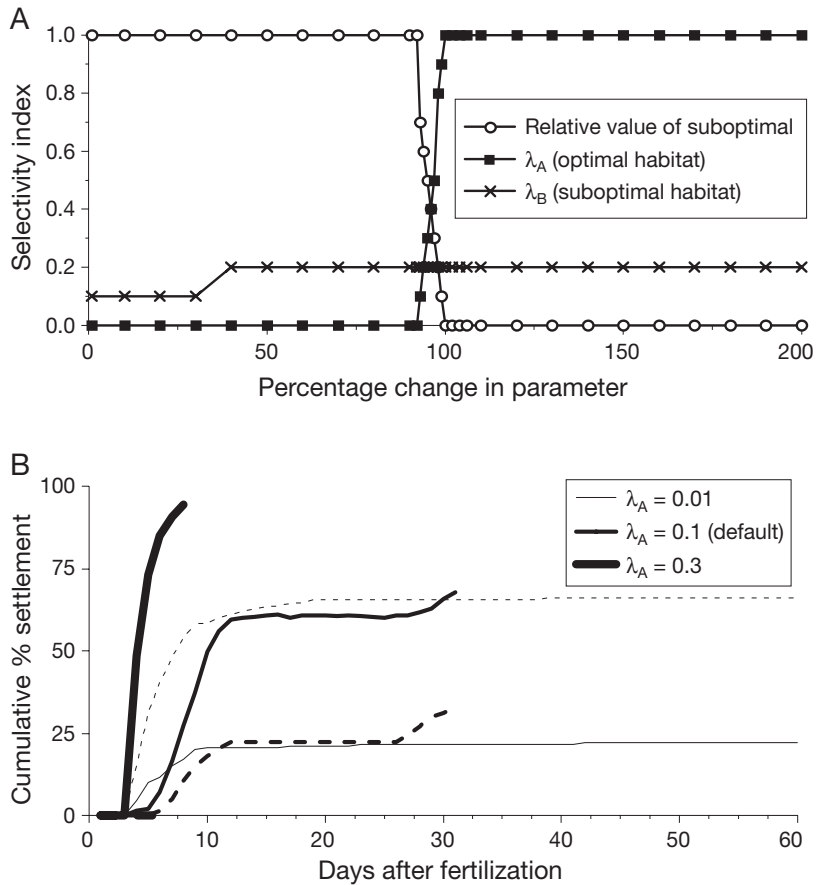 A
Selectivity index
1.0
0.8
0.6
0.4
0.2
0.0
Relative value of suboptimal
λA (optimal habitat)
λB (suboptimal habitat)
0 50 100 150 200
Percentage change in parameter
B
Cumulative % settlement
100
75
50
25
0
λA = 0.01
λA = 0.1 (default)
λA = 0.3
0 10 20 30 40 50 60
Days after fertilization